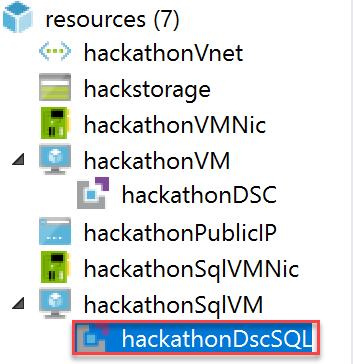 resources (7)
hackathonVnet
hackstorage
hackathonVMNic
hackathonVM
hackathonDSC
hackathonPublicIP
hackathonSqlVMNic
hackathonSqlVM
hackathonDscSQL